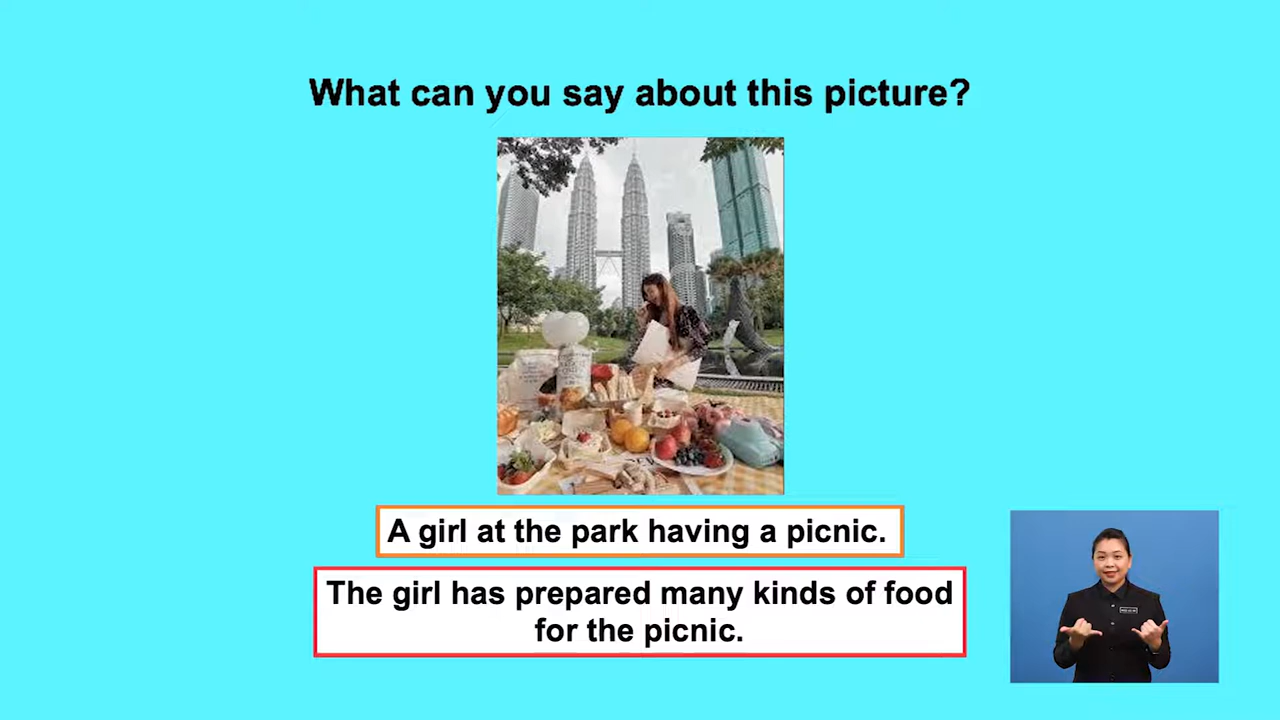 What can you say about this picture?
A girl at the park having a picnic.
The girl has prepared many kinds of food
for the picnic.